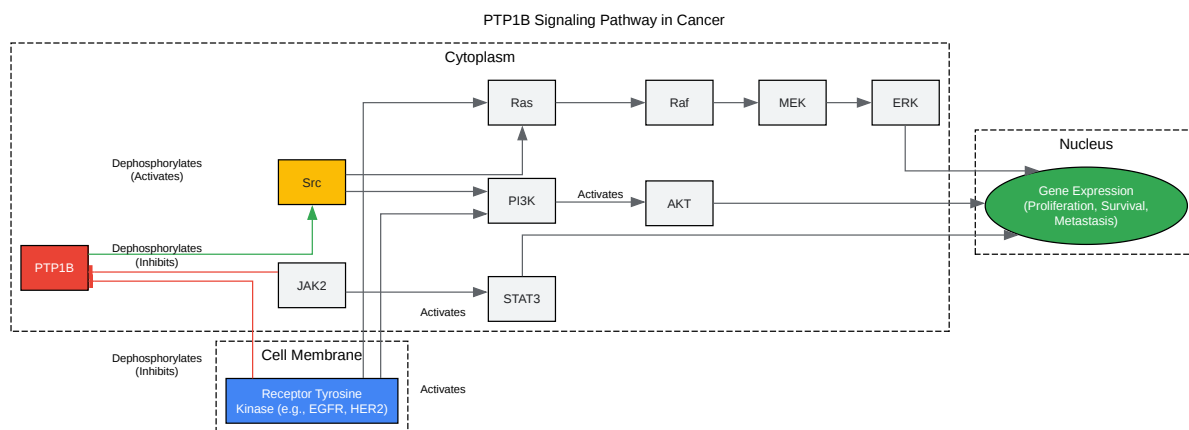 PTP1B Signaling Pathway in Cancer
Cytoplasm
Ras
Raf
MEK
ERK
Nucleus
Dephosphorylates
(Activates)
Src
PI3K
Activates
AKT
Gene Expression
(Proliferation, Survival,
Metastasis)
PTP1B
Dephosphorylates
(Inhibits)
JAK2
STAT3
Activates
Dephosphorylates
(Inhibits)
Cell Membrane
Receptor Tyrosine
Kinase (e.g., EGFR, HER2)
Activates